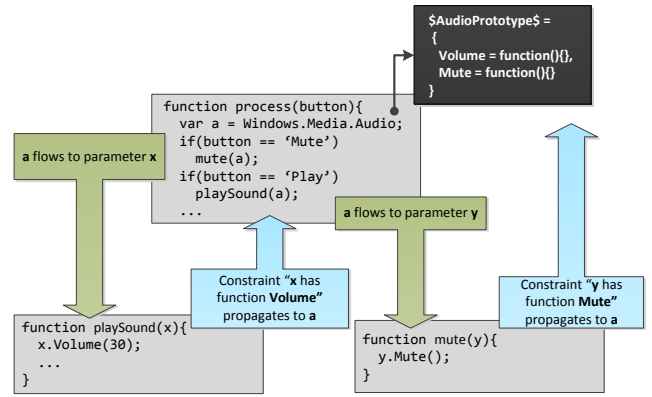 $AudioPrototype$ =
{
Volume = function(){},
Mute = function(){}
}
function process(button){
var a = Windows.Media.Audio;
if(button == ‘Mute’)
mute(a);
if(button == ‘Play’)
playSound(a);
...
a flows to parameter x
a flows to parameter y
Constraint “x has
function Volume”
propagates to a
Constraint “y has
function Mute”
propagates to a
function playSound(x){
x.Volume(30);
...
}
function mute(y){
y.Mute();
}